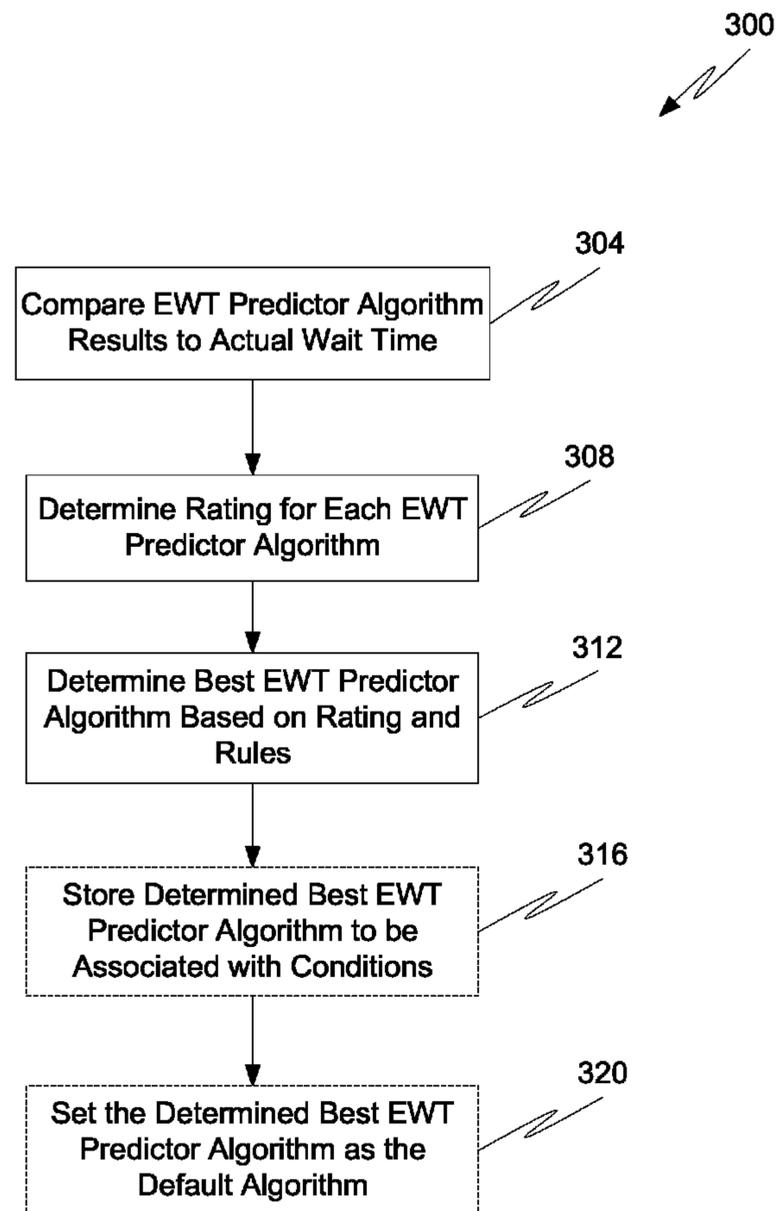 300
304
Compare EWT Predictor Algorithm
Results to Actual Wait Time
308
Determine Rating for Each EWT
Predictor Algorithm
312
Determine Best EWT Predictor
Algorithm Based on Rating and
Rules
316
Store Determined Best EWT
Predictor Algorithm to be
Associated with Conditions
320
Set the Determined Best EWT
Predictor Algorithm as the
Default Algorithm